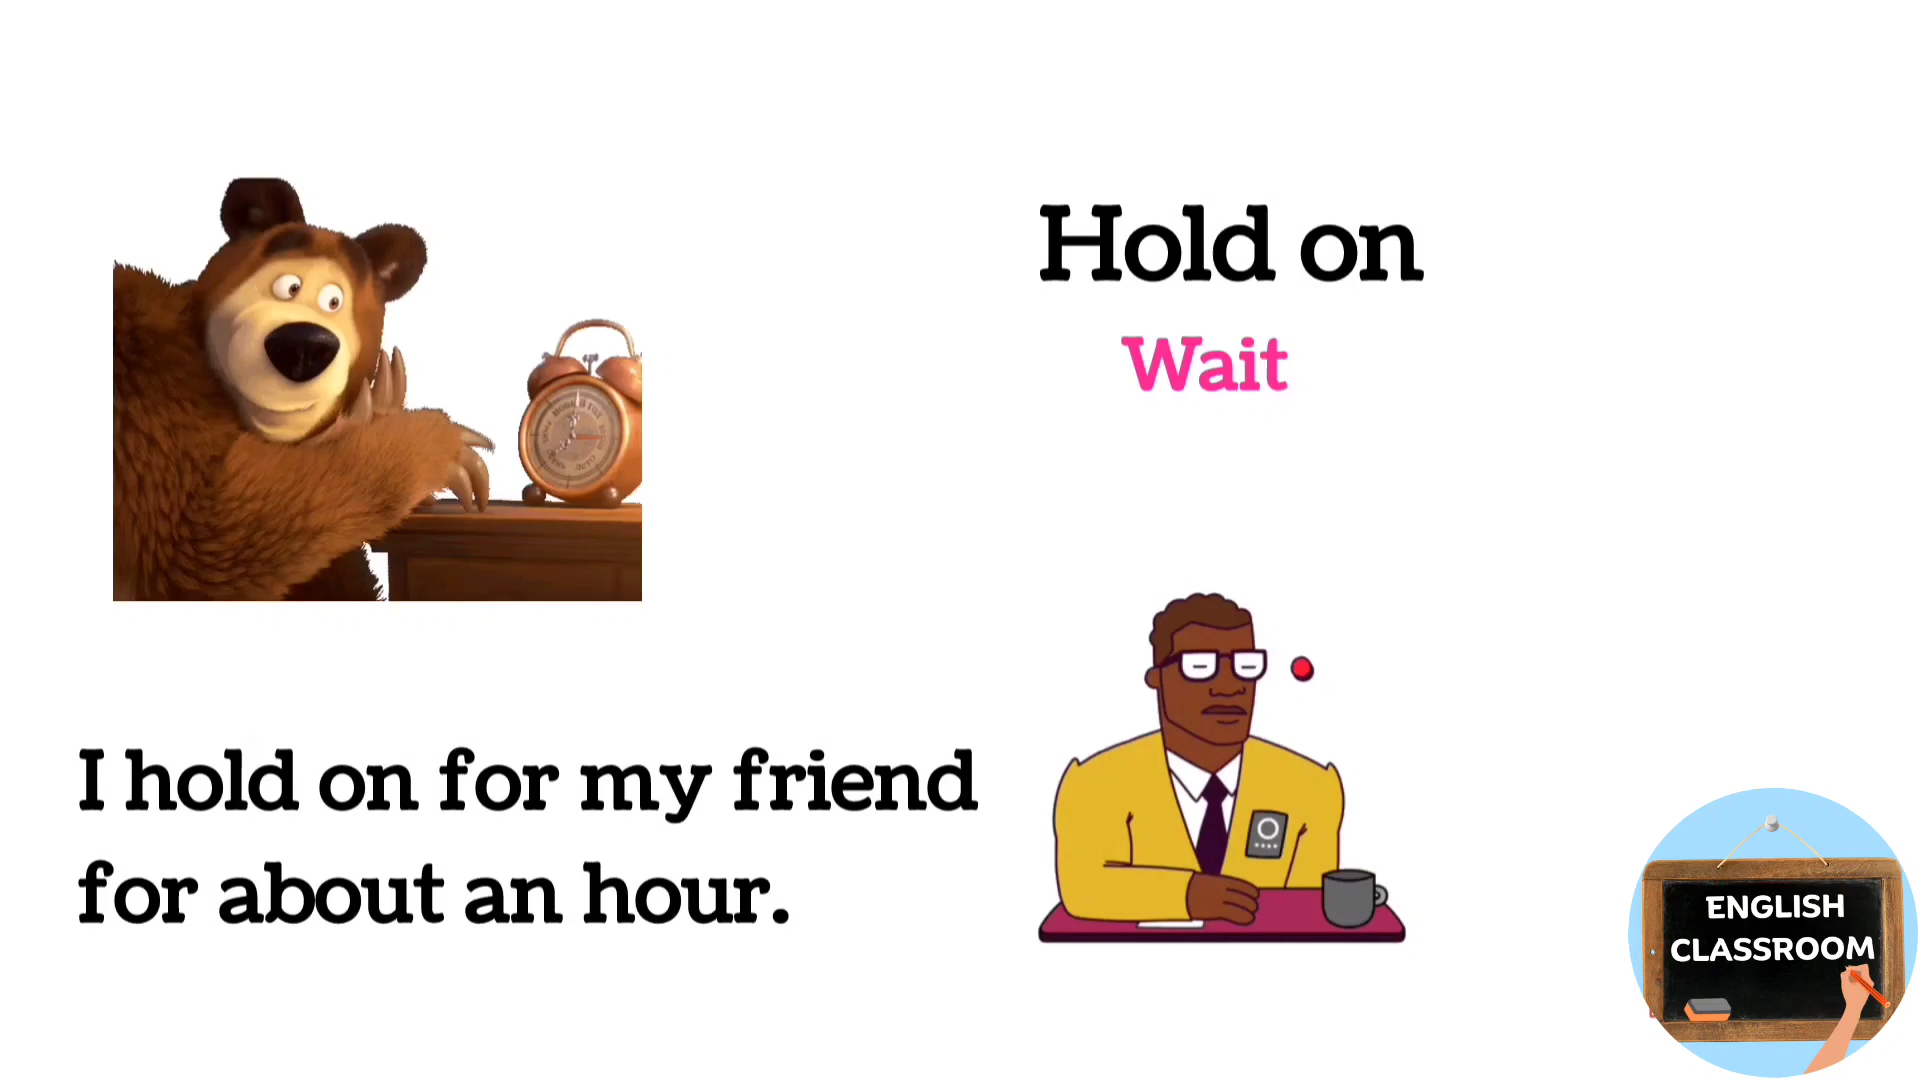 Hold on
Wait
I hold on for my friend
for about an hour.
ENGLISH
CLASSROOM